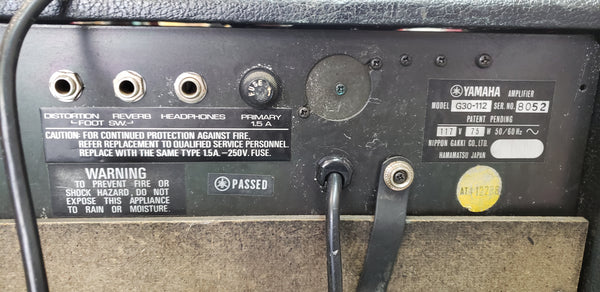 DISTORTION REVERB HEADPHONES PRIMARY
FOOT SW. 1.5 A
CAUTION: FOR CONTINUED PROTECTION AGAINST FIRE,
REFER REPLACEMENT TO QUALIFIED SERVICE PERSONNEL.
REPLACE WITH THE SAME TYPE 1.5A.-250V. FUSE.
WARNING
TO PREVENT FIRE OR
SHOCK HAZARD, DO NOT
EXPOSE THIS APPLIANCE
TO RAIN OR MOISTURE.
PASSED
YAMAHA AMPLIFIER
MODEL G30-112 SER. NO. 8052
PATENT PENDING
117 V 75 W 50/60 Hz
NIPPON GAKKI CO., LTD.
HAMAMATSU JAPAN